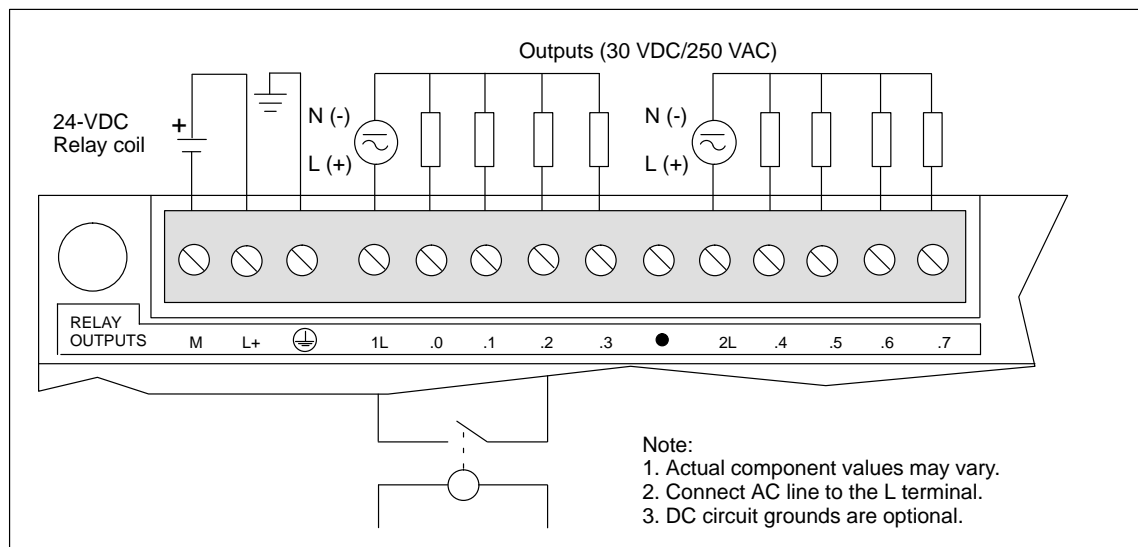 Outputs (30 VDC/250 VAC)
24-VDC
Relay coil
+
N (-)
L (+)
N (-)
L (+)
RELAY
OUTPUTS
M L+ 1L .0 .1 .2 .3 ● 2L .4 .5 .6 .7
Note:
1. Actual component values may vary.
2. Connect AC line to the L terminal.
3. DC circuit grounds are optional.